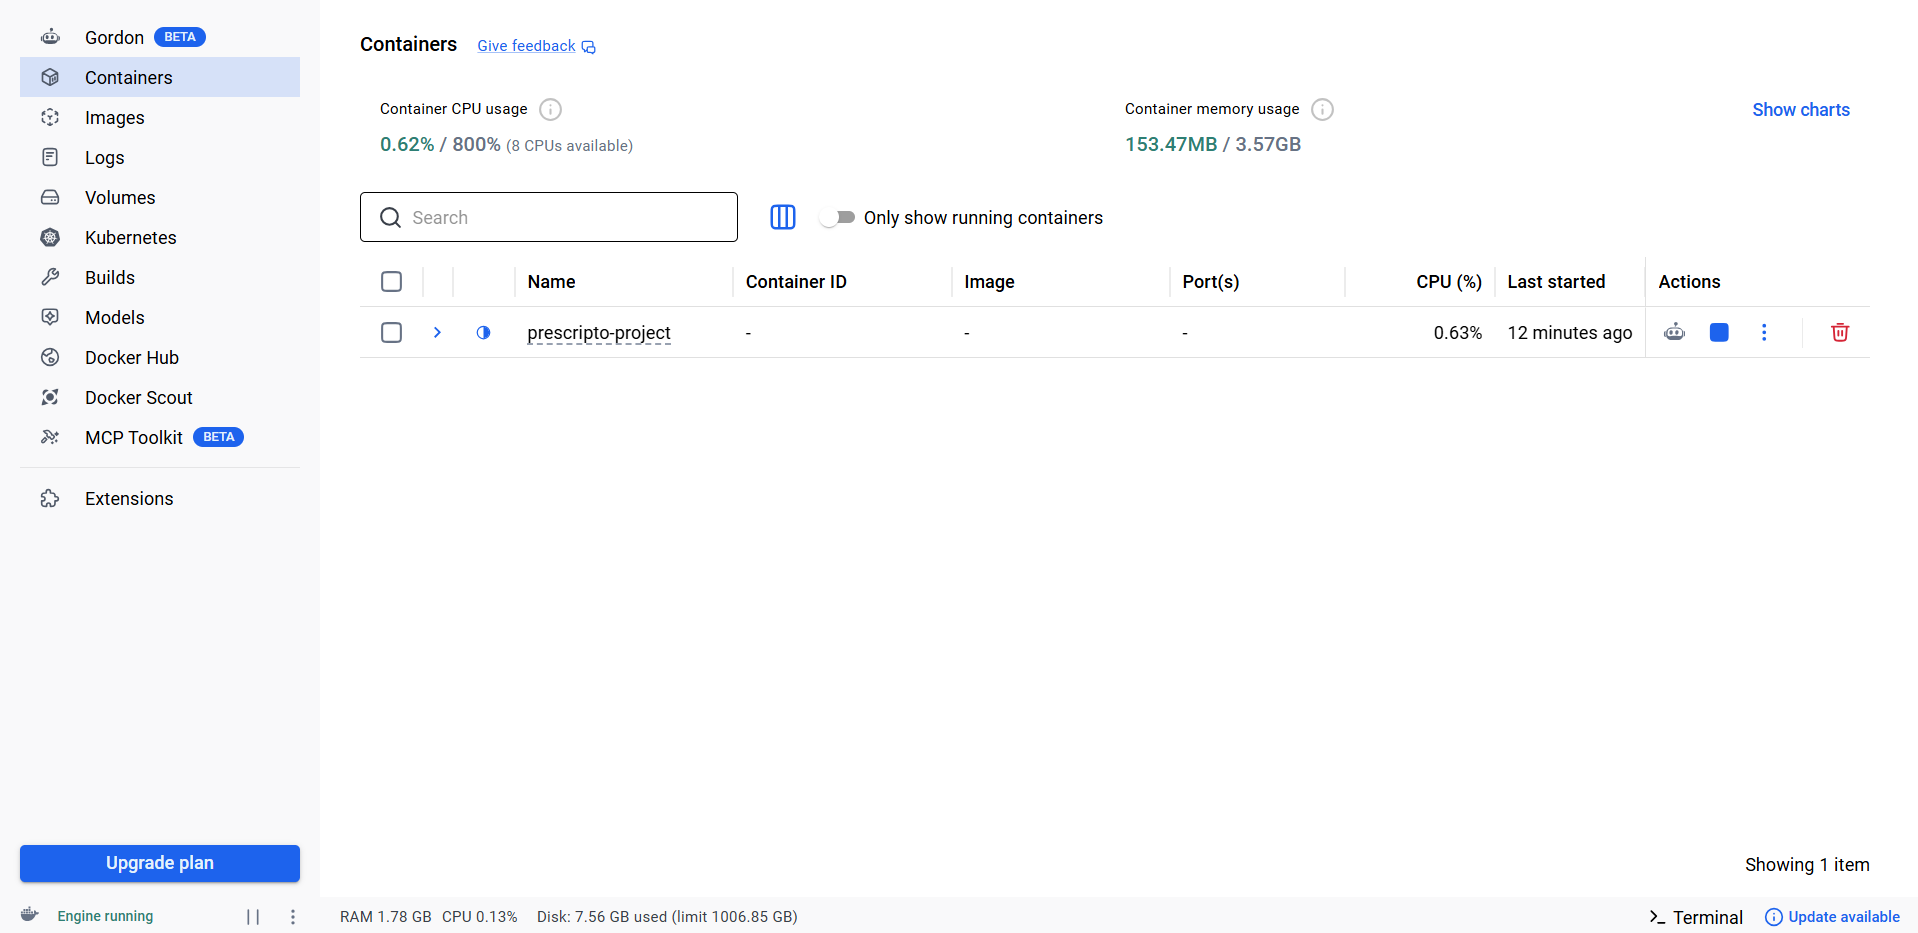 Gordon BETA
Containers
Images
Logs
Volumes
Kubernetes
Builds
Models
Docker Hub
Docker Scout
MCP Toolkit BETA
Extensions
Upgrade plan
Engine running
Containers Give feedback
Container CPU usage
0.62% / 800% (8 CPUs available)
Container memory usage
153.47MB / 3.57GB
Show charts
Search
Only show running containers
Name Container ID Image Port(s) CPU (%) Last started Actions
prescripto-project - - - 0.63% 12 minutes ago
Showing 1 item
RAM 1.78 GB CPU 0.13% Disk: 7.56 GB used (limit 1006.85 GB)
Terminal
Update available